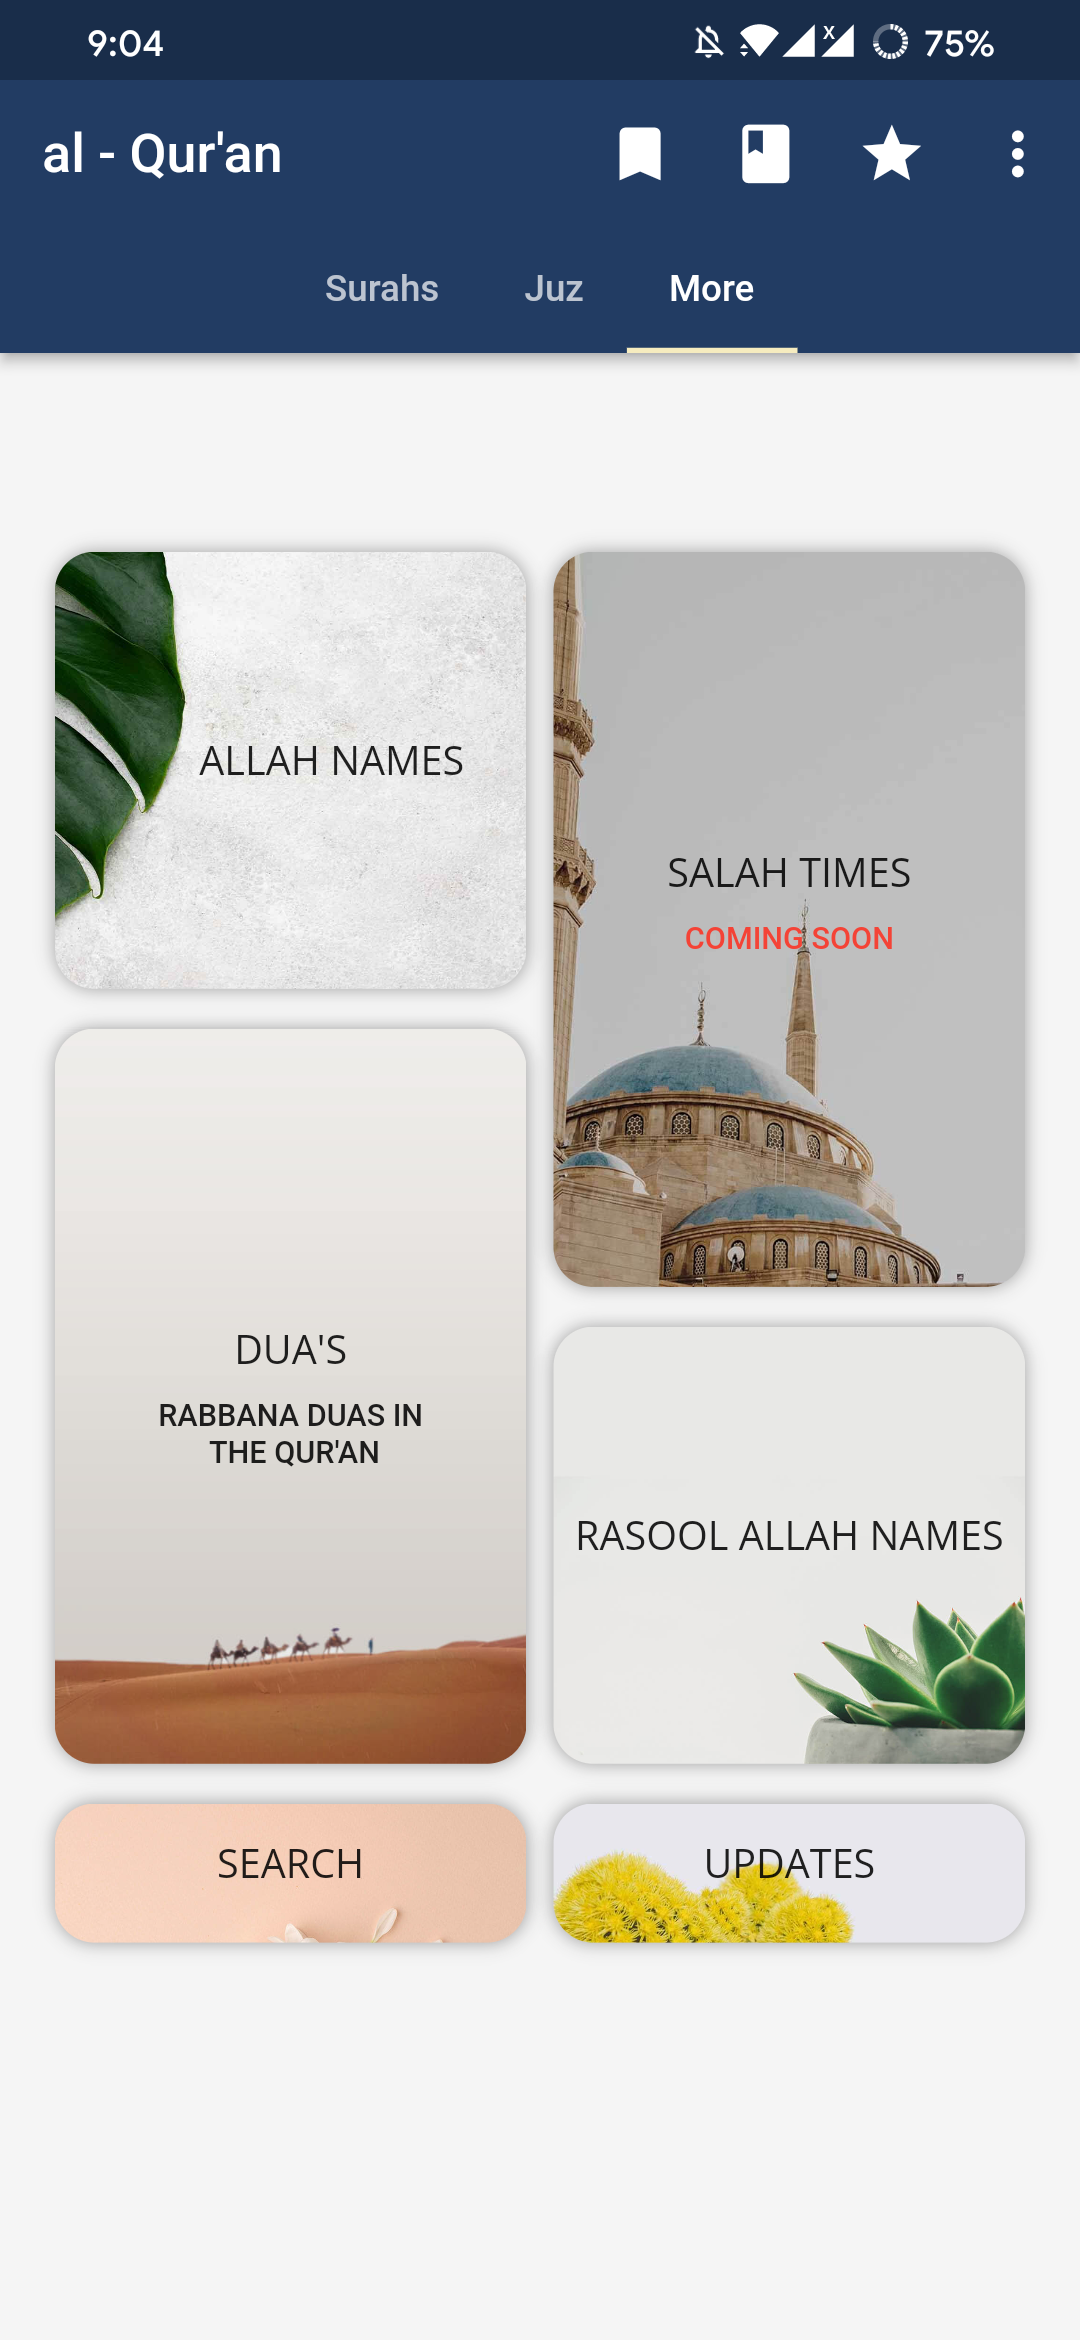 9:04
X
75%
al - Qur'an
Surahs
Juz
More
ALLAH NAMES
SALAH TIMES
COMING SOON
DUA'S
RABBANA DUAS IN
THE QUR'AN
RASOOL ALLAH NAMES
SEARCH
UPDATES